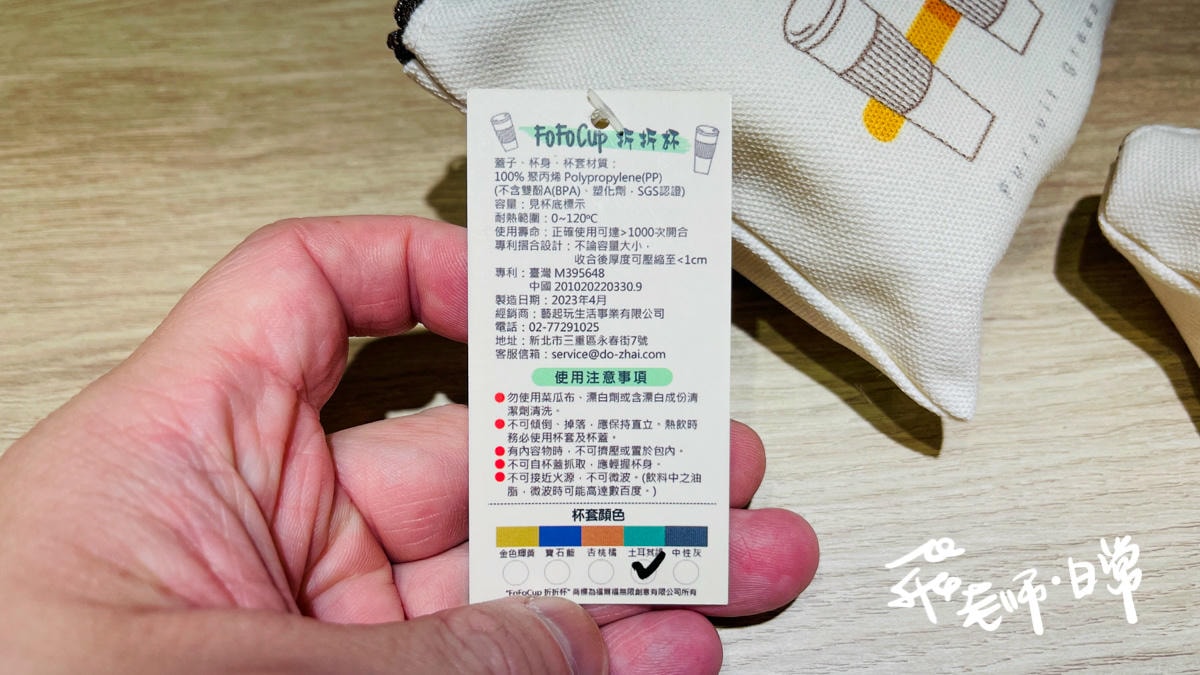 FoFoCup 折折杯
蓋子、杯身、杯套材質：
100% 聚丙烯 Polypropylene(PP)
(不含雙酚A(BPA)、塑化劑，SGS認證)
容量：見杯底標示
耐熱範圍：0~120ºC
使用壽命：正確使用可達>1000次開合
專利摺合設計：不論容量大小，
收合後厚度可壓縮至<1cm
專利：臺灣 M395648
中國 201020220330.9
製造日期：2023年4月
經銷商：藝起玩生活事業有限公司
電話：02-77291025
地址：新北市三重區永春街7號
客服信箱：service@do-zhai.com
使用注意事項
勿使用菜瓜布、漂白劑或含漂白成份清
潔劑清洗。
不可傾倒、掉落，應保持直立。熱飲時
務必使用杯套及杯蓋。
有內容物時，不可擠壓或置於包內。
不可自杯蓋抓取，應輕握杯身。
不可接近火源，不可微波。(飲料中之油
脂，微波時可能高達數百度。)
杯套顏色
金色輝黃 寶石藍 杏桃橘 土耳其 中性灰
"FoFoCup 折折杯" 商標為福爾福無限創意有限公司所有
飛老師·日常